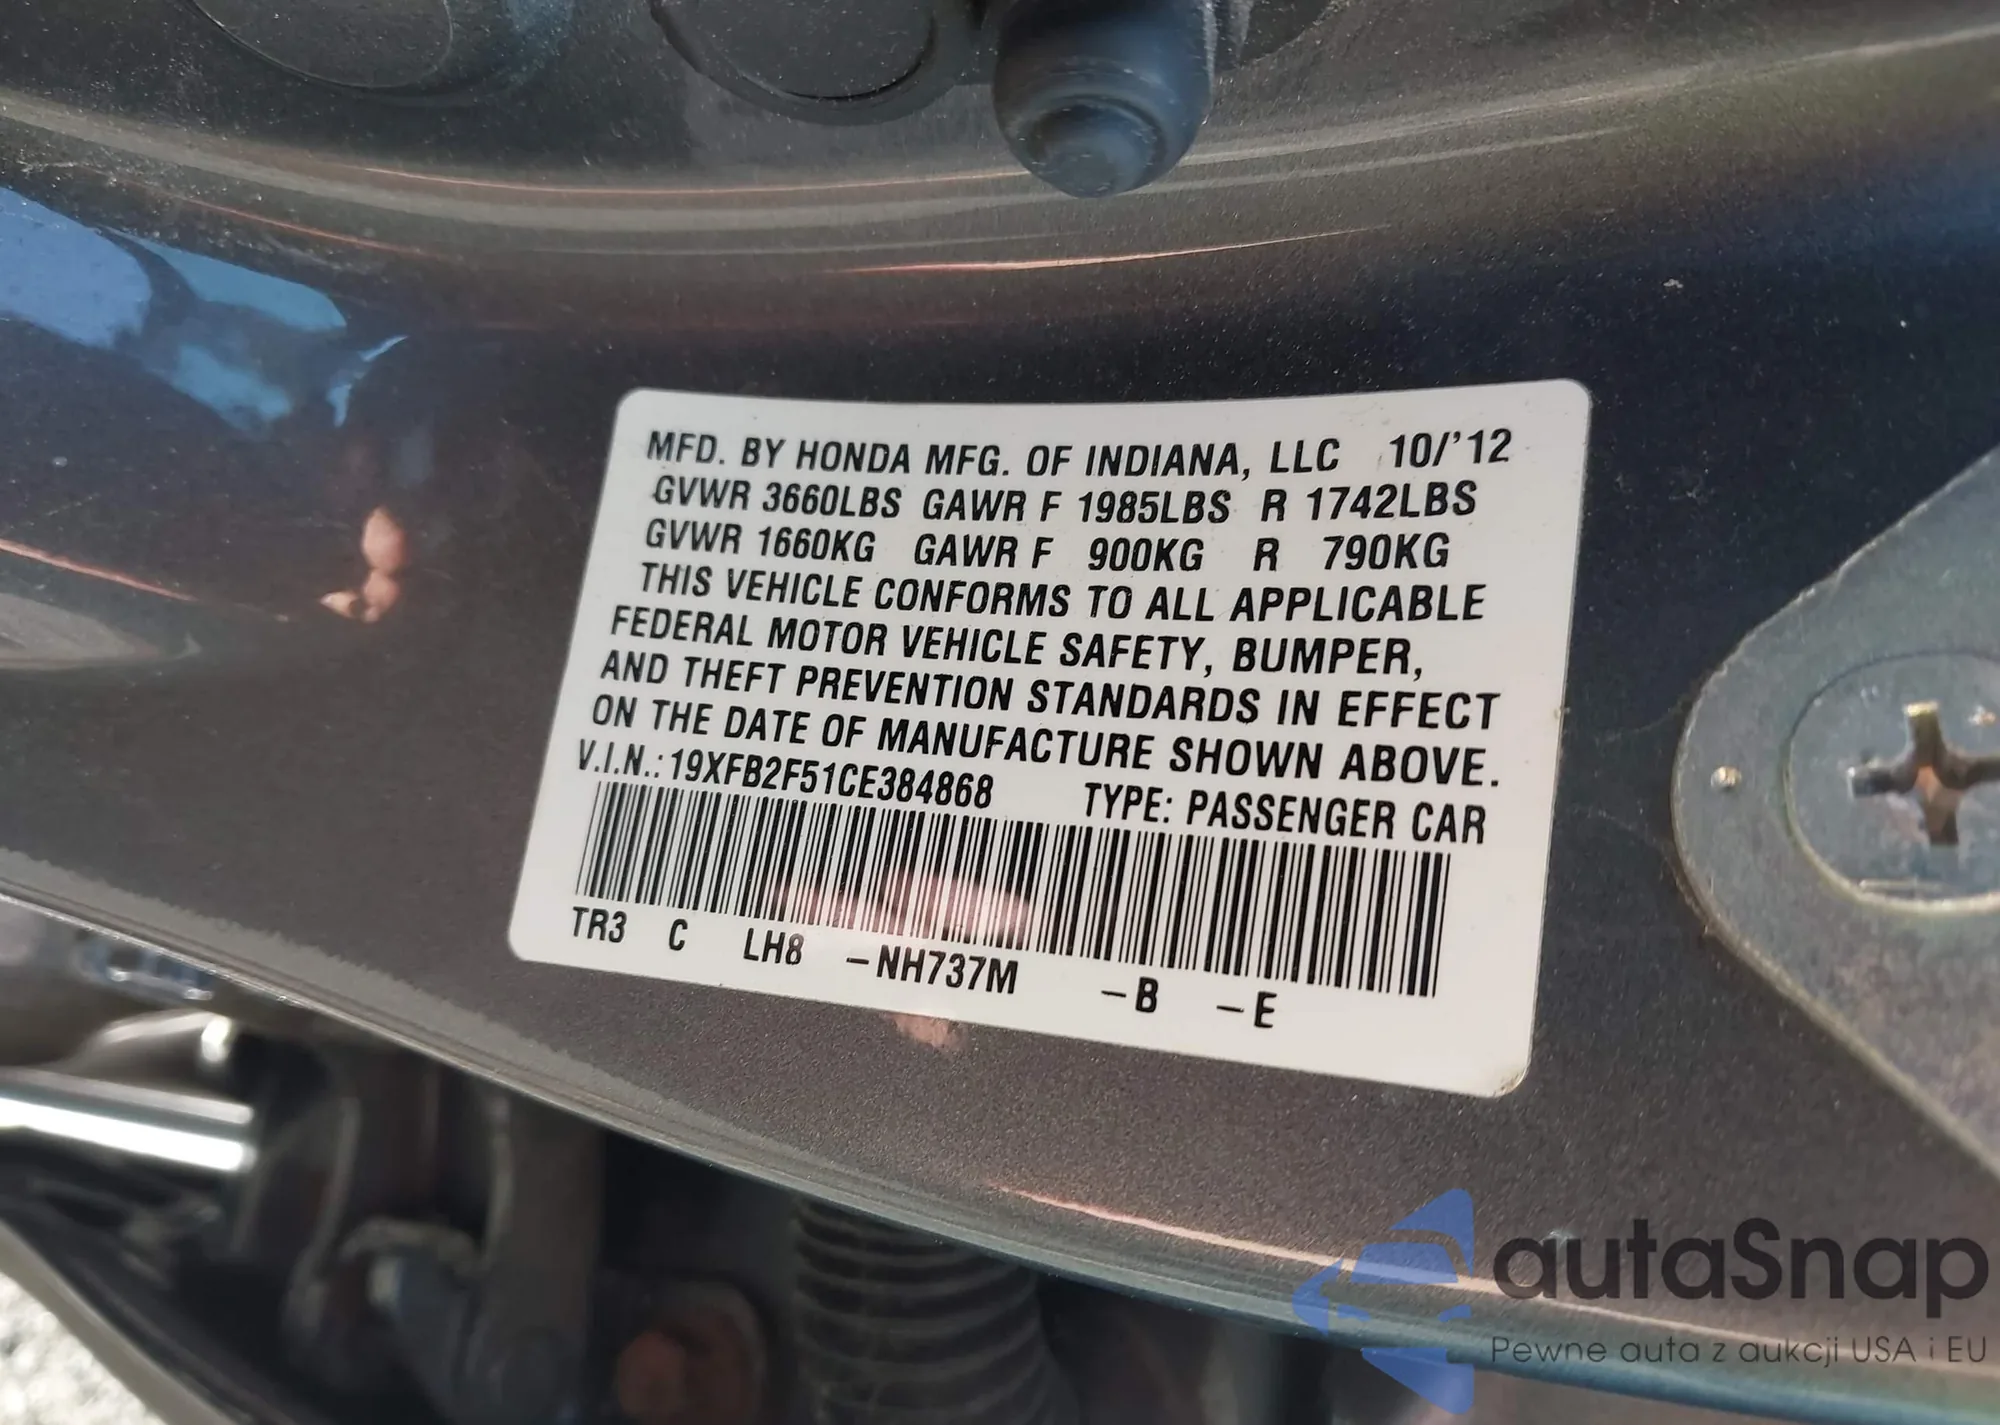 MFD. BY HONDA MFG. OF INDIANA, LLC 10/'12
GVWR 3660LBS GAWR F 1985LBS R 1742LBS
GVWR 1660KG GAWR F 900KG R 790KG
THIS VEHICLE CONFORMS TO ALL APPLICABLE
FEDERAL MOTOR VEHICLE SAFETY, BUMPER,
AND THEFT PREVENTION STANDARDS IN EFFECT
ON THE DATE OF MANUFACTURE SHOWN ABOVE.
V.I.N.: 19XFB2F51CE384868 TYPE: PASSENGER CAR
TR3 C LH8 –NH737M –B –E
autaSnap
Pewne auta z aukcji USA i EU